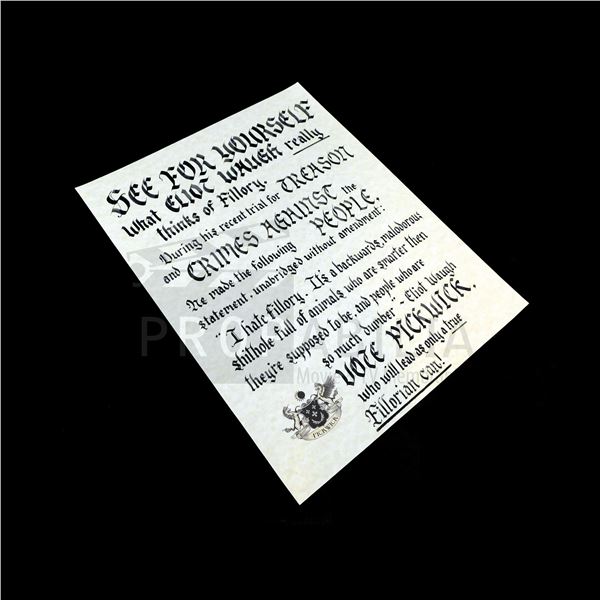 SEE FOR YOURSELF
What ELIOT WAUGH really
thinks of Fillory.
During his recent trial for TREASON
and CRIMES AGAINST the
PEOPLE,
He made the following
statement, unabridged without amendment:
"I hate Fillory. It's a backwards, malodorous
shithole full of animals who are smarter than
they're supposed to be, and people who are
so much dumber." - Eliot Waugh
VOTE PICKWICK,
who will lead as only a true
Fillorian can!
PICKWICK
PROP